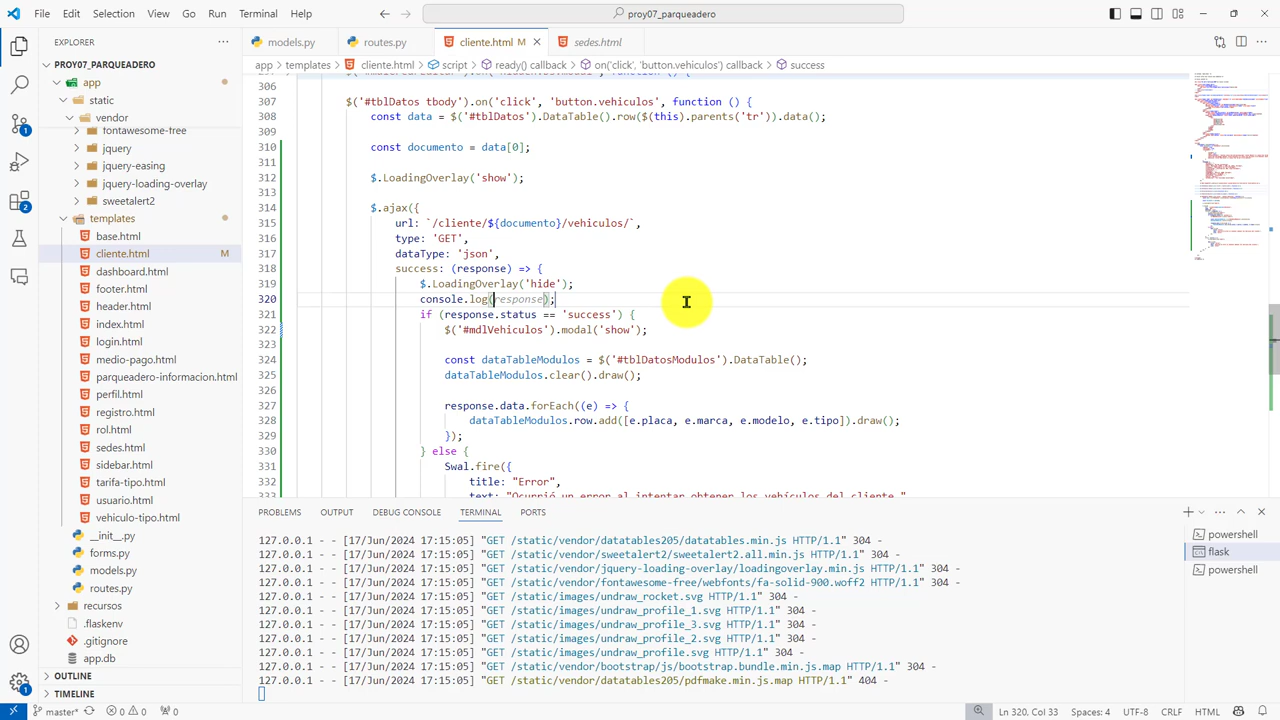 File Edit Selection View Go Run Terminal Help
proy07_parqueadero
EXPLORER
models.py
routes.py
cliente.html M
sedes.html
app > templates > cliente.html > script > ready() callback > on('click', 'button.vehiculos') callback > success
PROY07_PARQUEADERO
app
static
vendor
fontawesome-free
jquery
jquery-easing
jquery-loading-overlay
sweetalert2
templates
base.html
cliente.html M
dashboard.html
footer.html
header.html
index.html
login.html
medio-pago.html
parqueadero-informacion.html
perfil.html
registro.html
rol.html
sedes.html
sidebar.html
tarifa-tipo.html
usuario.html
vehiculo-tipo.html
__init__.py
forms.py
models.py
routes.py
recursos
.flaskenv
.gitignore
app.db
OUTLINE
TIMELINE
306
307 $('#tblDatos tbody').on( 'button.vehiculos', function () {
308 const data =
309
310 const documento = data[0];
311
312 $.LoadingOverlay('show
313
314
url:
type: "GET",
317 dataType: 'json',
318 success: (response) => {
319 $.LoadingOverlay('hide');
320 console.log(response);
321 if (response.status == 'success') {
322 $('#mdlVehiculos').modal('show');
323
324 const dataTableModulos = $('#tblDatosModulos').DataTable();
325 dataTableModulos.clear().draw();
326
327 response.data.forEach((e) => {
328 dataTableModulos.row.add([e.placa, e.marca, e.modelo, e.tipo]).draw();
329 });
330 } else {
331 Swal.fire({
332 title: "Error",
333 text: "Ocurrió un error al intentar obtener los vehículos del cliente."
PROBLEMS OUTPUT DEBUG CONSOLE TERMINAL PORTS
127.0.0.1 - - [17/Jun/2024 17:15:05] "GET /static/vendor/datatables205/datatables.min.js HTTP/1.1" 304 -
127.0.0.1 - - [17/Jun/2024 17:15:05] "GET /static/vendor/sweetalert2/sweetalert2.all.min.js HTTP/1.1" 304 -
127.0.0.1 - - [17/Jun/2024 17:15:05] "GET /static/vendor/jquery-loading-overlay/loadingoverlay.min.js HTTP/1.1" 304 -
127.0.0.1 - - [17/Jun/2024 17:15:05] "GET /static/vendor/fontawesome-free/webfonts/fa-solid-900.woff2 HTTP/1.1" 304 -
127.0.0.1 - - [17/Jun/2024 17:15:05] "GET /static/images/undraw_rocket.svg HTTP/1.1" 304 -
127.0.0.1 - - [17/Jun/2024 17:15:05] "GET /static/images/undraw_profile_1.svg HTTP/1.1" 304 -
127.0.0.1 - - [17/Jun/2024 17:15:05] "GET /static/images/undraw_profile_3.svg HTTP/1.1" 304 -
127.0.0.1 - - [17/Jun/2024 17:15:05] "GET /static/images/undraw_profile_2.svg HTTP/1.1" 304 -
127.0.0.1 - - [17/Jun/2024 17:15:05] "GET /static/images/undraw_profile.svg HTTP/1.1" 304 -
127.0.0.1 - - [17/Jun/2024 17:15:05] "GET /static/vendor/bootstrap/js/bootstrap.bundle.min.js.map HTTP/1.1" 304 -
127.0.0.1 - - [17/Jun/2024 17:15:05] "GET /static/vendor/datatables205/pdfmake.min.js.map HTTP/1.1" 404 -
powershell
flask
powershell
master* 0 0 0 Ln 320, Col 33 Spaces: 4 UTF-8 CRLF HTML